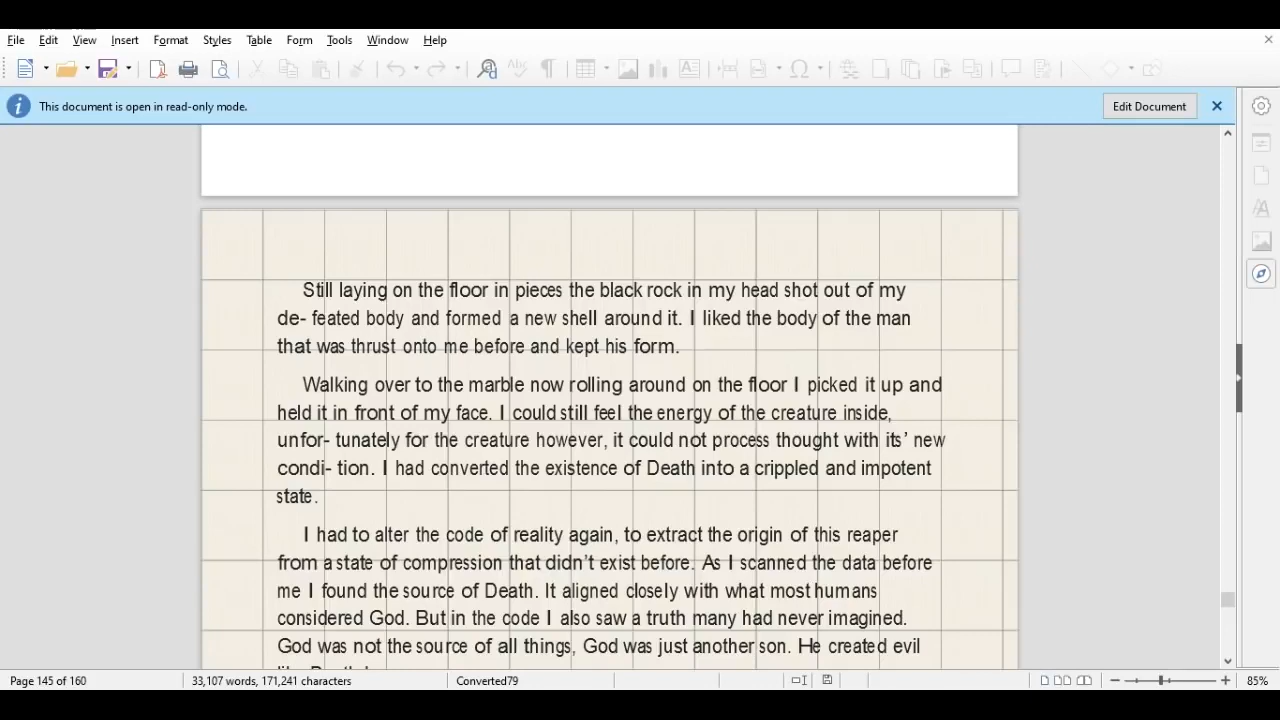 File Edit View Insert Format Styles Table Form Tools Window Help
This document is open in read-only mode.
Edit Document
Still laying on the floor in pieces the black rock in my head shot out of my
de- feated body and formed a new shell around it. I liked the body of the man
that was thrust onto me before and kept his form.
Walking over to the marble now rolling around on the floor I picked it up and
held it in front of my face. I could still feel the energy of the creature inside,
unfor- tunately for the creature however, it could not process thought with its’ new
condi- tion. I had converted the existence of Death into a crippled and impotent
state.
I had to alter the code of reality again, to extract the origin of this reaper
from a state of compression that didn’t exist before. As I scanned the data before
me I found the source of Death. It aligned closely with what most humans
considered God. But in the code I also saw a truth many had never imagined.
God was not the source of all things, God was just another son. He created evil
Page 145 of 160 33,107 words, 171,241 characters Converted79 85%